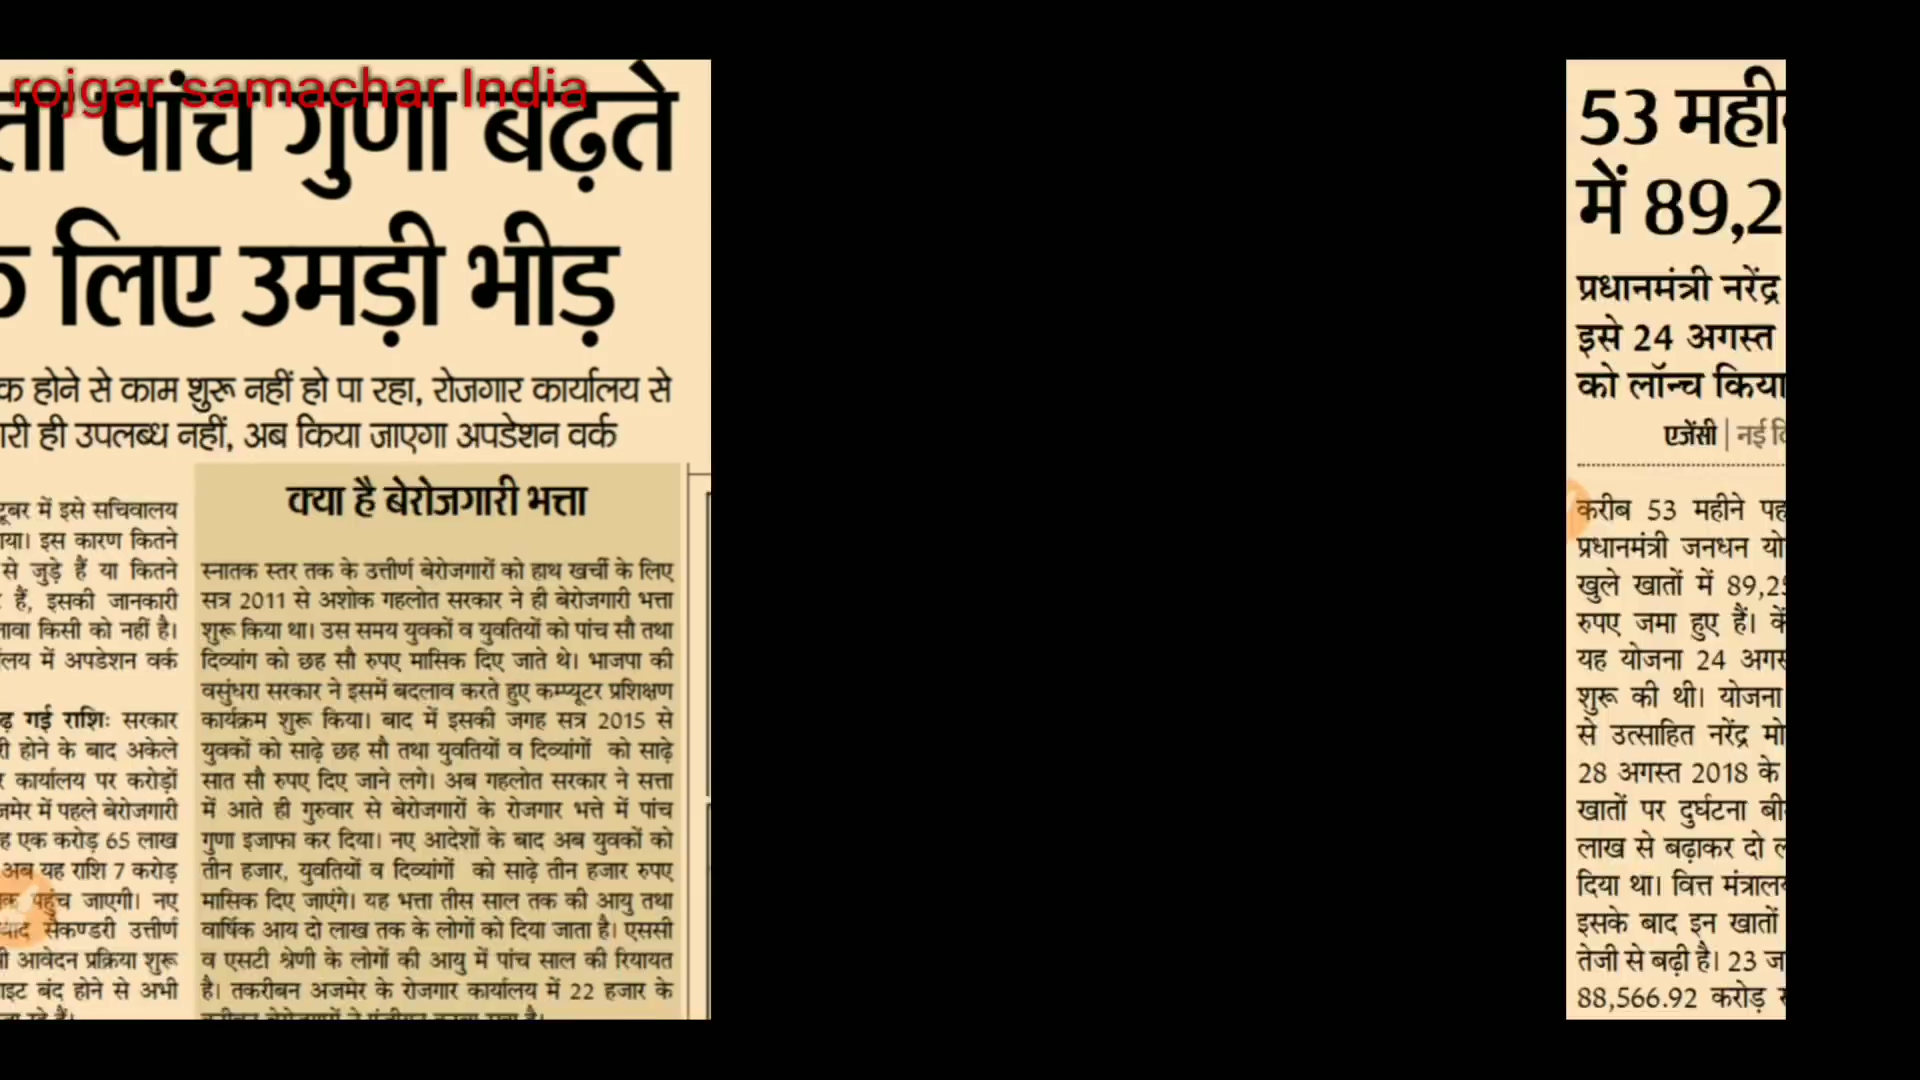 rojgar samachar India
पांच गुणा बढ़ते
लिए उमड़ी भीड़
होने से काम शुरू नहीं हो पा रहा, रोजगार कार्यालय से
ही उपलब्ध नहीं, अब किया जाएगा अपडेशन वर्क
में इसे सचिवालय
इस कारण कितने
से जुड़े हैं या कितने
हैं, इसकी जानकारी
किसी को नहीं है।
में अपडेशन वर्क
गई राशिः सरकार
होने के बाद अकेले
कार्यालय पर करोड़ों
में पहले बेरोजगारी
एक करोड़ 65 लाख
अब यह राशि 7 करोड़
पहुंच जाएगी। नए
सैकण्डरी उत्तीर्ण
आवेदन प्रक्रिया शुरू
बंद होने से अभी
क्या है बेरोजगारी भत्ता
स्नातक स्तर तक के उत्तीर्ण बेरोजगारों को हाथ खर्ची के लिए
सत्र 2011 से अशोक गहलोत सरकार ने ही बेरोजगारी भत्ता
शुरू किया था। उस समय युवकों व युवतियों को पांच सौ तथा
दिव्यांग को छह सौ रुपए मासिक दिए जाते थे। भाजपा की
वसुंधरा सरकार ने इसमें बदलाव करते हुए कम्प्यूटर प्रशिक्षण
कार्यक्रम शुरू किया। बाद में इसकी जगह सत्र 2015 से
युवकों को साढ़े छह सौ तथा युवतियों व दिव्यांगों को साढ़े
सात सौ रुपए दिए जाने लगे। अब गहलोत सरकार ने सत्ता
में आते ही गुरुवार से बेरोजगारों के रोजगार भत्ते में पांच
गुणा इजाफा कर दिया। नए आदेशों के बाद अब युवकों को
तीन हजार, युवतियों व दिव्यांगों को साढ़े तीन हजार रुपए
मासिक दिए जाएंगे। यह भत्ता तीस साल तक की आयु तथा
वार्षिक आय दो लाख तक के लोगों को दिया जाता है। एससी
व एसटी श्रेणी के लोगों की आयु में पांच साल की रियायत
है। तकरीबन अजमेर के रोजगार कार्यालय में 22 हजार के
53
में 89,2
प्रधानमंत्री नरेंद्र
इसे 24 अगस्त
को लॉन्च किया
एजेंसी | नई
करीब 53 महीने
प्रधानमंत्री जनधन
खुले खातों में 89,2
रुपए जमा हुए हैं।
यह योजना 24
शुरू की थी। योजना
से उत्साहित नरेंद्र
28 अगस्त 2018 के
खातों पर दुर्घटना
लाख से बढ़ाकर दो
दिया था। वित्त
इसके बाद इन खातों
तेजी से बढ़ी है। 23
88,566.92 करोड़